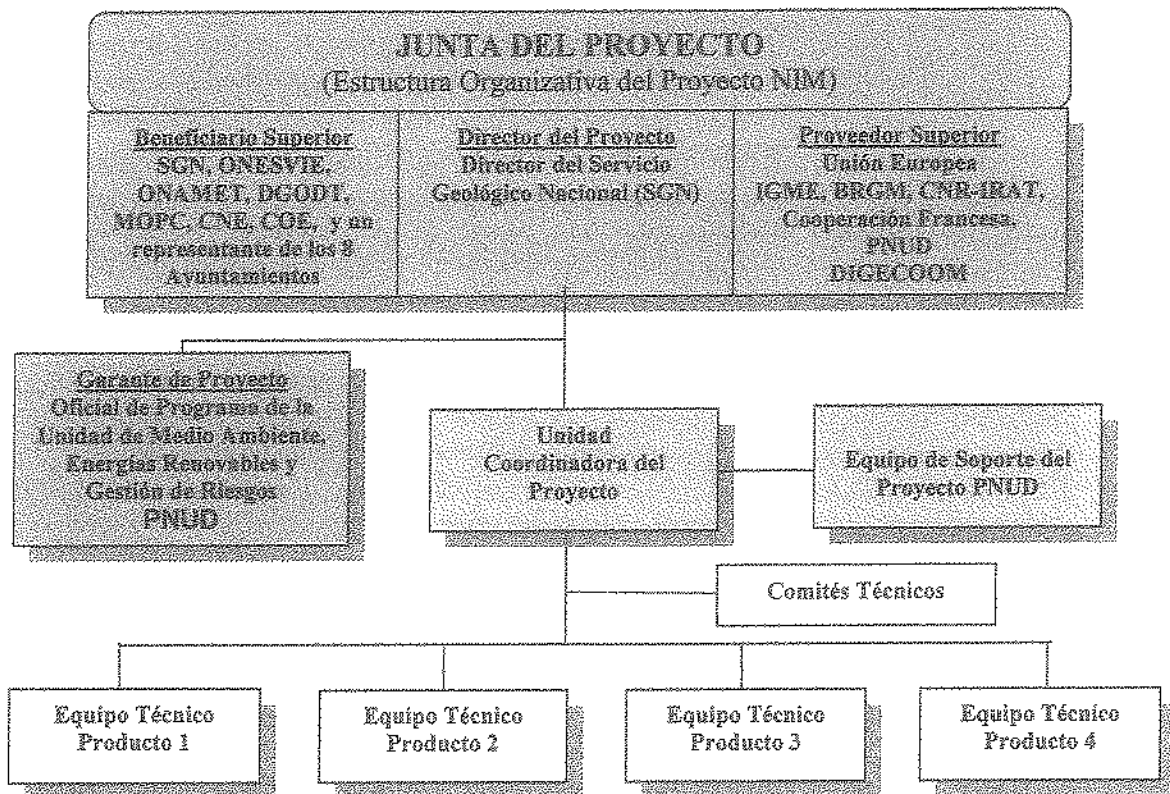 JUNTA DEL PROYECTO
(Estructura Organizativa del Proyecto NIM)
Beneficiario Superior
SGN, ONESVIE,
ONAMET, DGODT,
MOPC, CNE, COE, y un
representante de los 8
Ayuntamientos
Director del Proyecto
Director del Servicio
Geológico Nacional (SGN)
Proveedor Superior
Unión Europea
IGME, BRGM, CNR-IRAT,
Cooperación Francesa,
PNUD
DIGECOOM
Garante de Proyecto
Oficial de Programa de la
Unidad de Medio Ambiente,
Energías Renovables y
Gestión de Riesgos
PNUD
Unidad
Coordinadora del
Proyecto
Equipo de Soporte del
Proyecto PNUD
Comités Técnicos
Equipo Técnico
Producto 1
Equipo Técnico
Producto 2
Equipo Técnico
Producto 3
Equipo Técnico
Producto 4